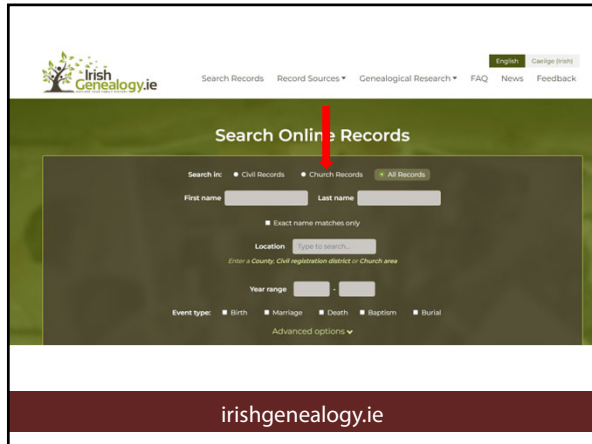 English Gaeilge (Irish)
Irish Genealogy.ie
Search Records Record Sources Genealogical Research FAQ News Feedback
Search Online Records
Search in: Civil Records Church Records All Records
First name Last name
Exact name matches only
Location Type to search...
Enter a County, Civil registration district or Church area
Year range -
Event type: Birth Marriage Death Baptism Burial
Advanced options
irishgenealogy.ie